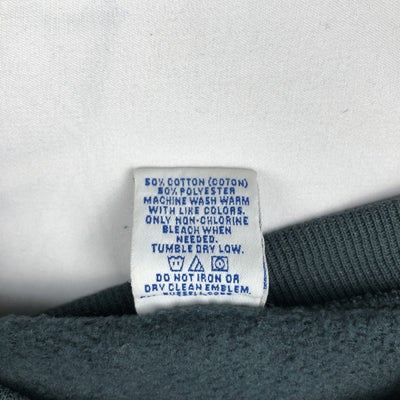 50% COTTON (COTON)
50% POLYESTER
MACHINE WASH WARM
WITH LIKE COLORS.
ONLY NON-CHLORINE
BLEACH WHEN
NEEDED.
TUMBLE DRY LOW.
DO NOT IRON OR
DRY CLEAN EMBLEM.